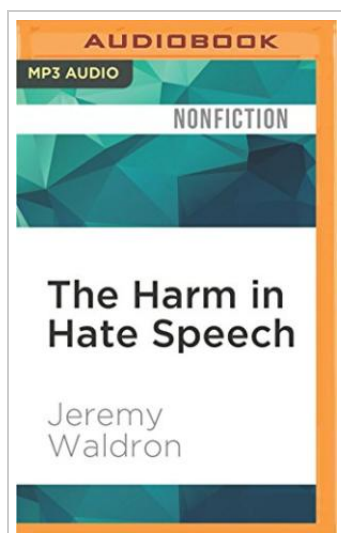 AUDIOBOOK
MP3 AUDIO
NONFICTION
The Harm in
Hate Speech
Jeremy
Waldron